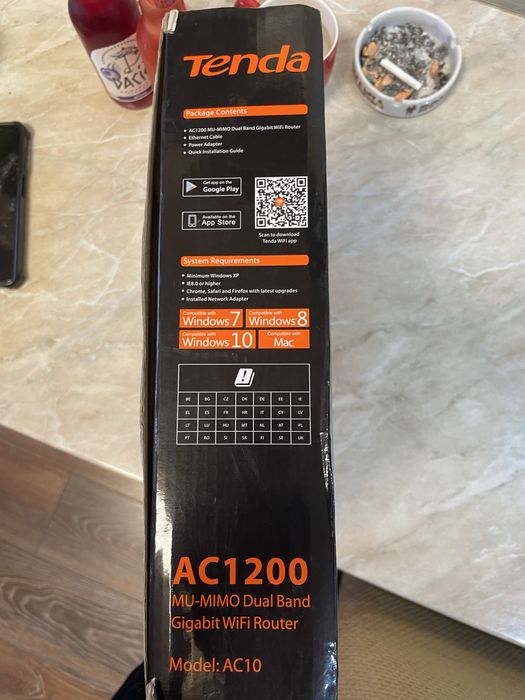 Tenda
Package Contents
• AC1200 MU-MIMO Dual Band Gigabit WiFi Router
• Ethernet Cable
• Power Adapter
• Quick Installation Guide
Get app on the
Google Play
Available on the
App Store
Scan to download
Tenda WiFi app
System Requirements
• Minimum Windows XP
• IE8.0 or higher
• Chrome, Safari and Firefox with latest upgrades
• Installed Network Adapter
Compatible with
Windows 7
Compatible with
Windows 8
Compatible with
Windows 10
Compatible with
Mac
BE BG CZ DK DE EE IE
EL ES FR HR IT CY LV
LT LU HU MT NL AT PL
PT RO SI SK FI SE UK
AC1200
MU-MIMO Dual Band
Gigabit WiFi Router
Model: AC10